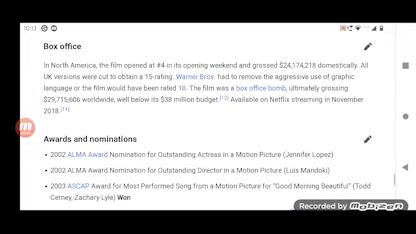 10:13
Box office
In North America, the film opened at #4 in its opening weekend and grossed $24,174,218 domestically. All
UK versions were cut to obtain a 15-rating. Warner Bros. had to remove the aggressive use of graphic
language or the film would have been rated 18. The film was a box office bomb, ultimately grossing
$29,715,606 worldwide, well below its $38 million budget.[10] Available on Netflix streaming in November
2018.[11]
Awards and nominations
• 2002 ALMA Award Nomination for Outstanding Actress in a Motion Picture (Jennifer Lopez)
• 2002 ALMA Award Nomination for Outstanding Director in a Motion Picture (Luis Mandoki)
• 2003 ASCAP Award for Most Performed Song from a Motion Picture for "Good Morning Beautiful" (Todd
Cerney, Zachary Lyle) Won
Recorded by Mobizen